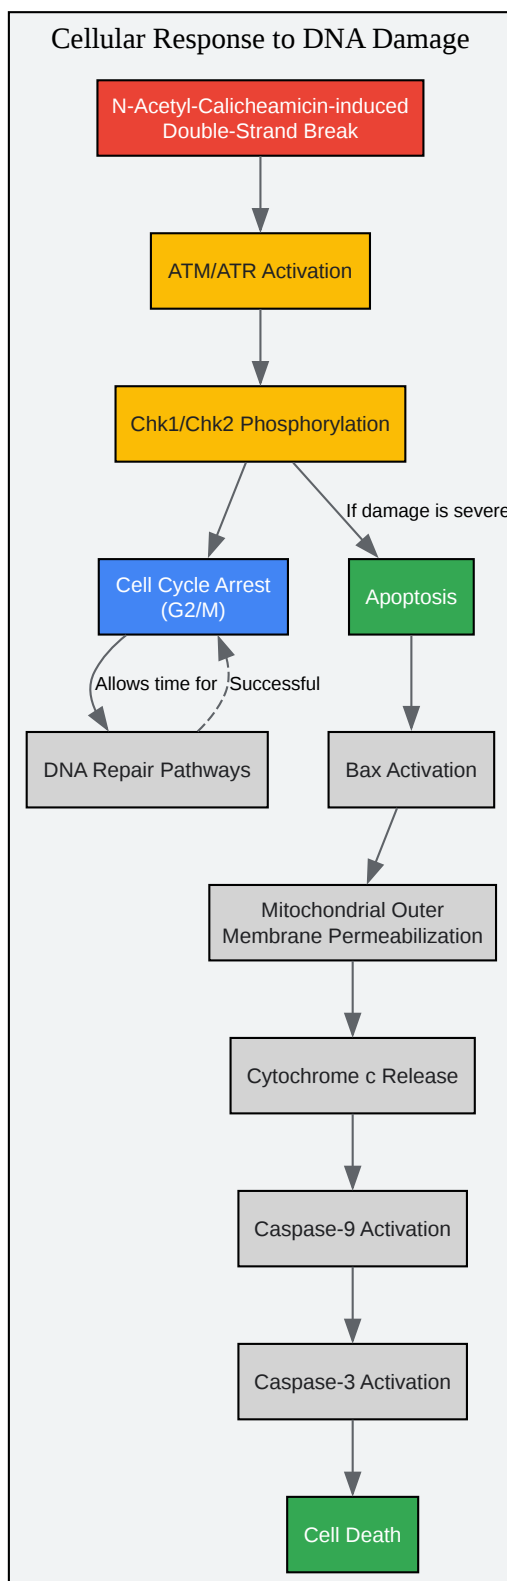 Cellular Response to DNA Damage
N-Acetyl-Calicheamicin-induced
Double-Strand Break
ATM/ATR Activation
Chk1/Chk2 Phosphorylation
If damage is severe
Cell Cycle Arrest
(G2/M)
Apoptosis
Allows time for
Successful
DNA Repair Pathways
Bax Activation
Mitochondrial Outer
Membrane Permeabilization
Cytochrome c Release
Caspase-9 Activation
Caspase-3 Activation
Cell Death